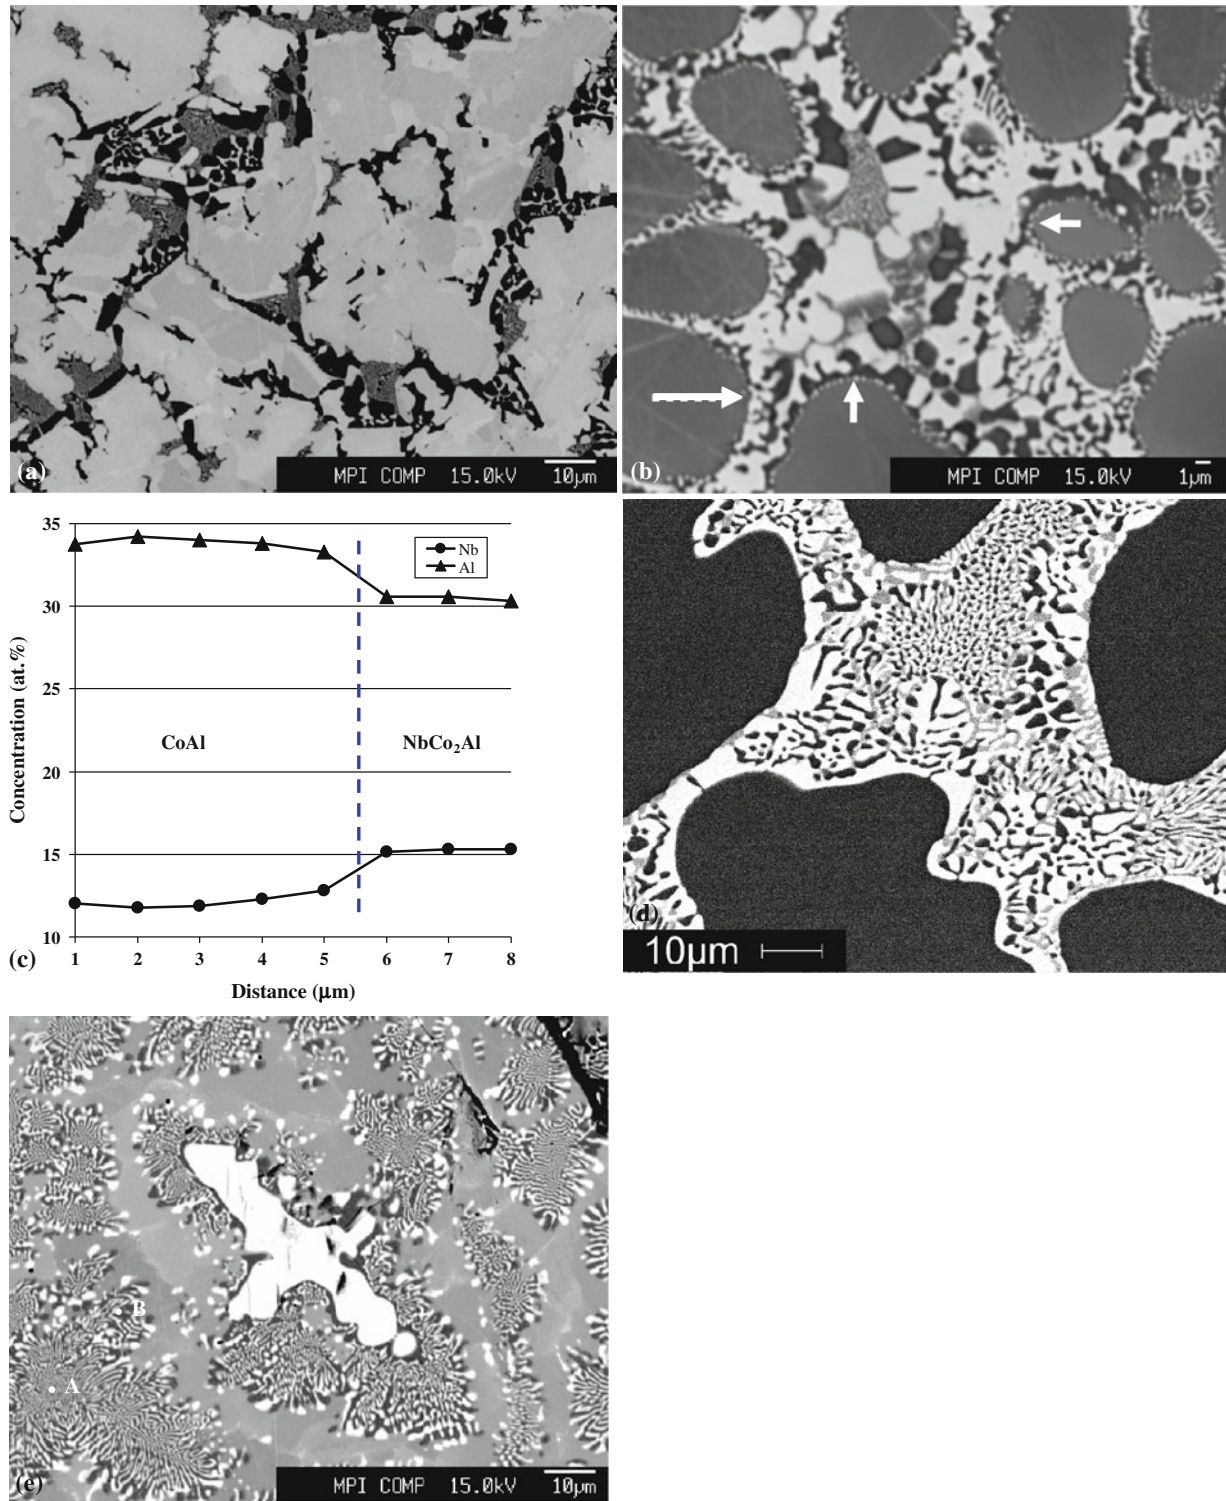 (a)
MPI COMP 15.0kV 10μm
(b)
MPI COMP 15.0kV 1μm
35
30
25
20
15
10
Concentration (at.%)
Nb
Al
CoAl
NbCo₂Al
1 2 3 4 5 6 7 8
Distance (μm)
(c)
(d)
10μm
B
A
(e)
MPI COMP 15.0kV 10μm